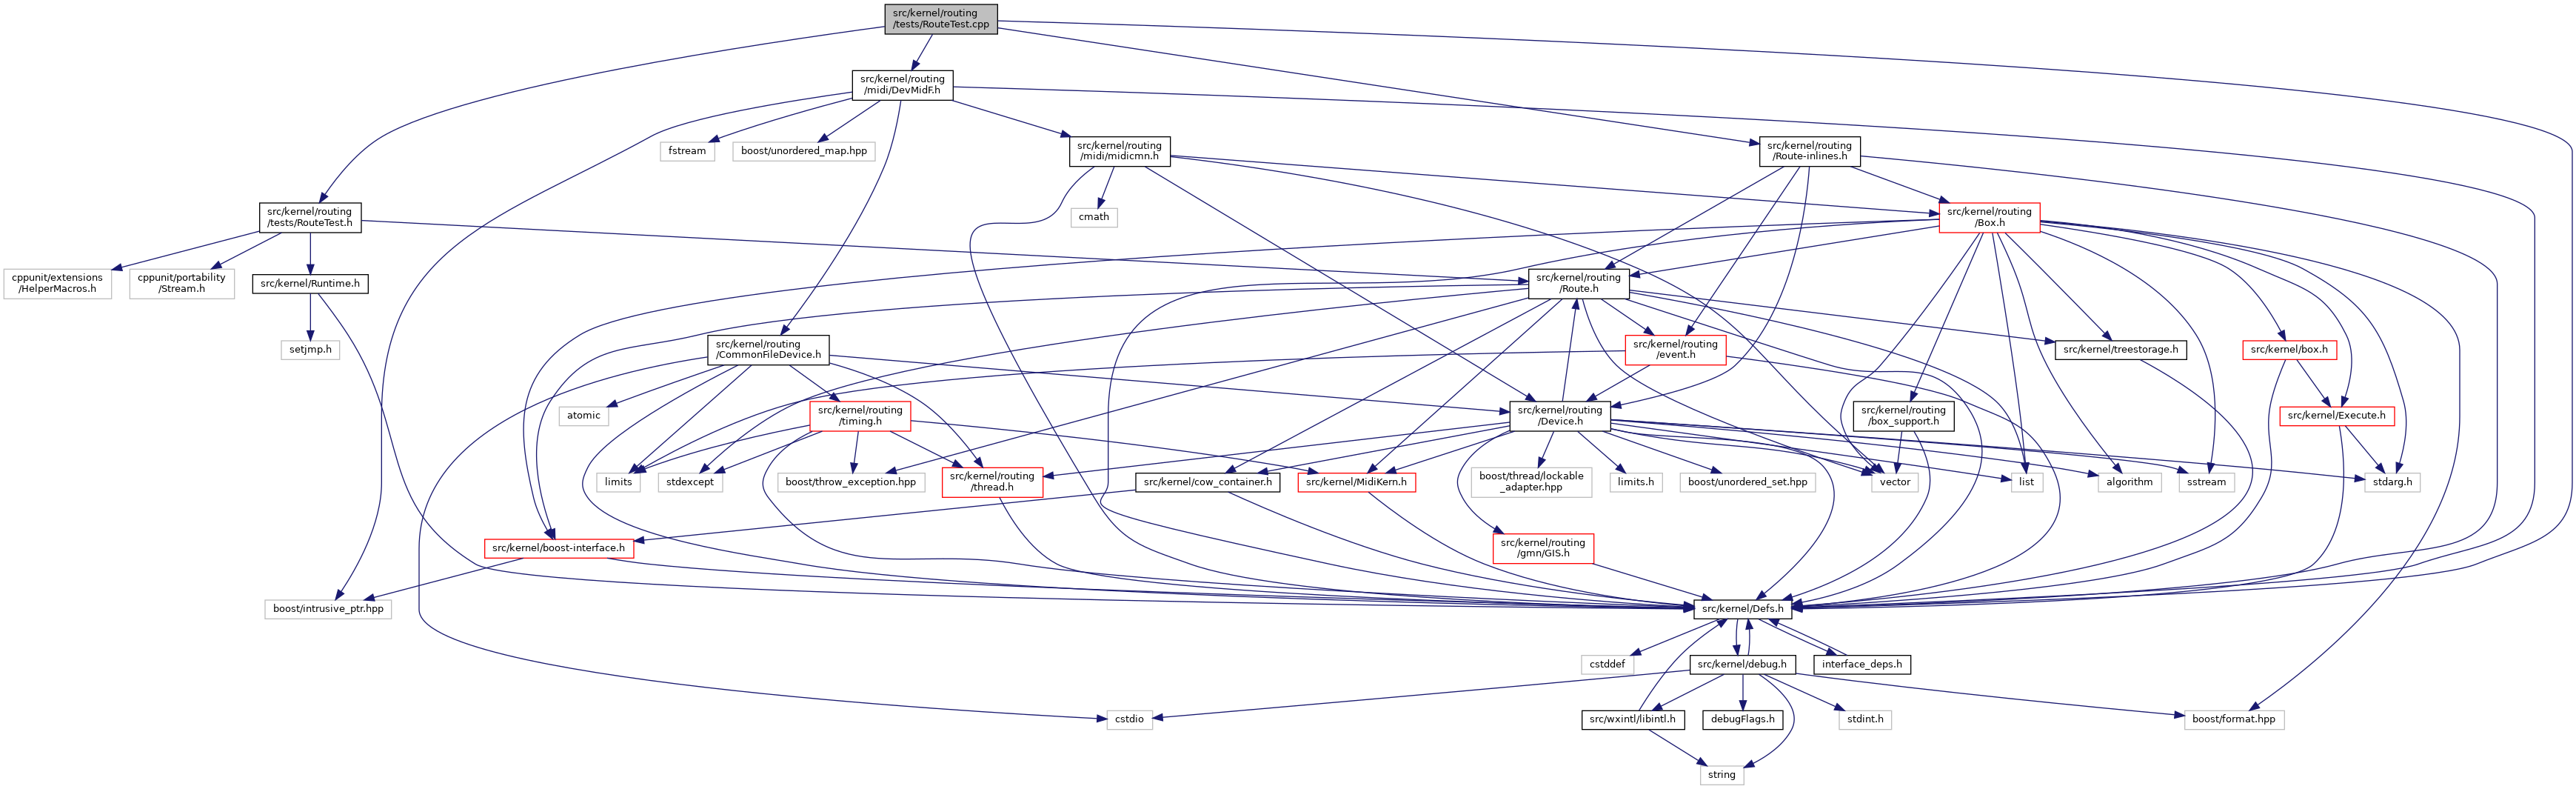 src/kernel/routing
/tests/RouteTest.cpp
src/kernel/routing
/midi/DevMidF.h
fstream
boost/unordered_map.hpp
src/kernel/routing
/midi/midicmn.h
src/kernel/routing
/Route-inlines.h
src/kernel/routing
/tests/RouteTest.h
cmath
src/kernel/routing
/Box.h
cppunit/extensions
/HelperMacros.h
cppunit/portability
/Stream.h
src/kernel/Runtime.h
src/kernel/routing
/Route.h
setjmp.h
src/kernel/routing
/CommonFileDevice.h
src/kernel/routing
/event.h
src/kernel/treestorage.h
src/kernel/box.h
atomic
src/kernel/routing
/timing.h
src/kernel/routing
/Device.h
src/kernel/routing
/box_support.h
src/kernel/Execute.h
limits
stdexcept
boost/throw_exception.hpp
src/kernel/routing
/thread.h
src/kernel/cow_container.h
src/kernel/MidiKern.h
boost/thread/lockable
_adapter.hpp
limits.h
boost/unordered_set.hpp
vector
list
algorithm
sstream
stdarg.h
src/kernel/boost-interface.h
src/kernel/routing
/gmn/GIS.h
boost/intrusive_ptr.hpp
src/kernel/Defs.h
cstddef
src/kernel/debug.h
interface_deps.h
cstdio
src/wxintl/libintl.h
debugFlags.h
stdint.h
boost/format.hpp
string